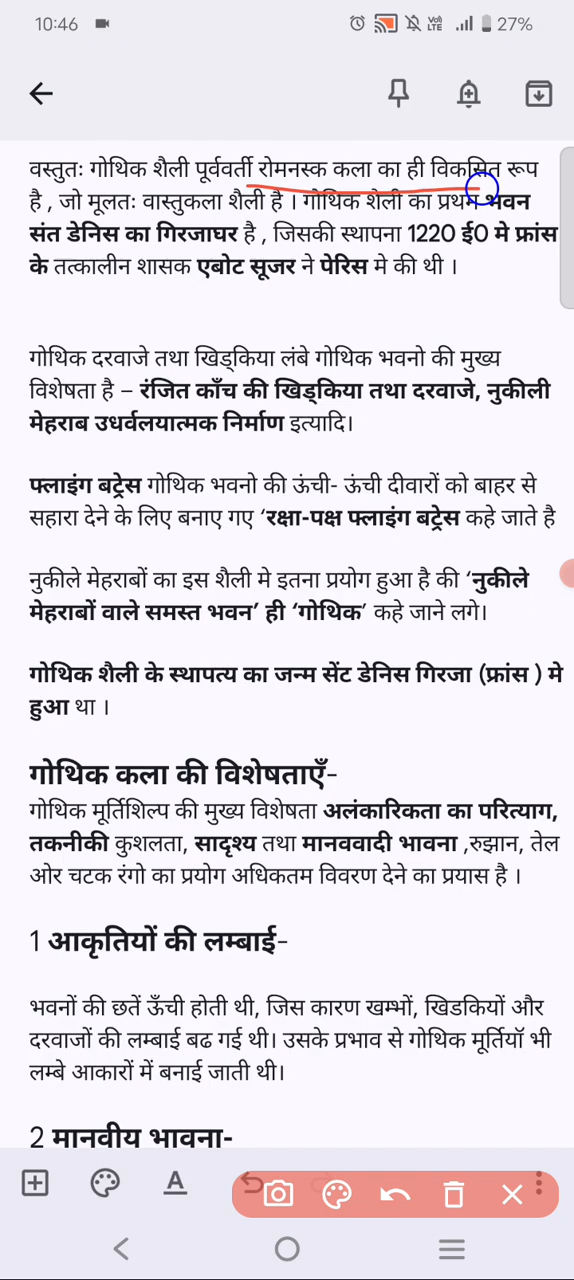 10:46
VoD LTE 27%
वस्तुतः गोथिक शैली पूर्ववर्ती रोमनस्क कला का ही विकसित रूप
है , जो मूलतः वास्तुकला शैली है । गोथिक शेली का प्रथम भवन
संत डेनिस का गिरजाघर है , जिसकी स्थापना 1220 ई0 मे फ्रांस
के तत्कालीन शासक एबोट सूजर ने पेरिस मे की थी ।
गोथिक दरवाजे तथा खिड़्किया लंबे गोथिक भवनो की मुख्य
विशेषता है – रंजित काँच की खिड़्किया तथा दरवाजे, नुकीली
मेहराब उधर्वलयात्मक निर्माण इत्यादि।
फ्लाइंग बट्रेस गोथिक भवनो की ऊंची- ऊंची दीवारों को बाहर से
सहारा देने के लिए बनाए गए ‘रक्षा-पक्ष फ्लाइंग बट्रेस कहे जाते है
नुकीले मेहराबों का इस शैली मे इतना प्रयोग हुआ है की ‘नुकीले
मेहराबों वाले समस्त भवन’ ही ‘गोथिक’ कहे जाने लगे।
गोथिक शैली के स्थापत्य का जन्म सेंट डेनिस गिरजा (फ्रांस ) मे
हुआ था ।
गोथिक कला की विशेषताएँ-
गोथिक मूर्तिशिल्प की मुख्य विशेषता अलंकारिकता का परित्याग,
तकनीकी कुशलता, सादृश्य तथा मानववादी भावना ,रुझान, तेल
ओर चटक रंगो का प्रयोग अधिकतम विवरण देने का प्रयास है ।
1 आकृतियों की लम्बाई-
भवनों की छतें ऊँची होती थी, जिस कारण खम्भों, खिडकियों और
दरवाजों की लम्बाई बढ गई थी। उसके प्रभाव से गोथिक मूर्तियॉ भी
लम्बे आकारों में बनाई जाती थी।
2 मानवीय भावना-
A